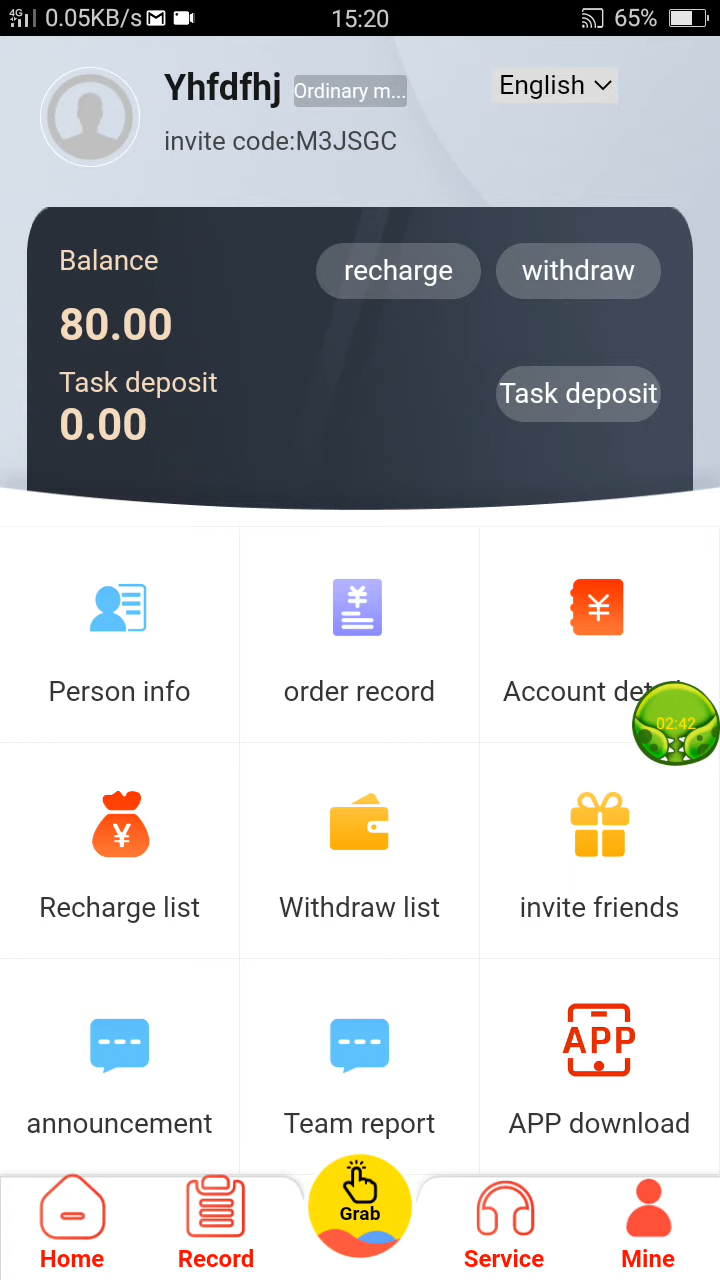 4G 0.05KB/s 15:20 65%
Yhfdfhj Ordinary m... English
invite code:M3JSGC
Balance recharge withdraw
80.00
Task deposit
0.00 Task deposit
¥ ¥
Person info order record Account
02:42
¥
Recharge list Withdraw list invite friends
APP
announcement Team report APP download
Grab
Home Record Service Mine